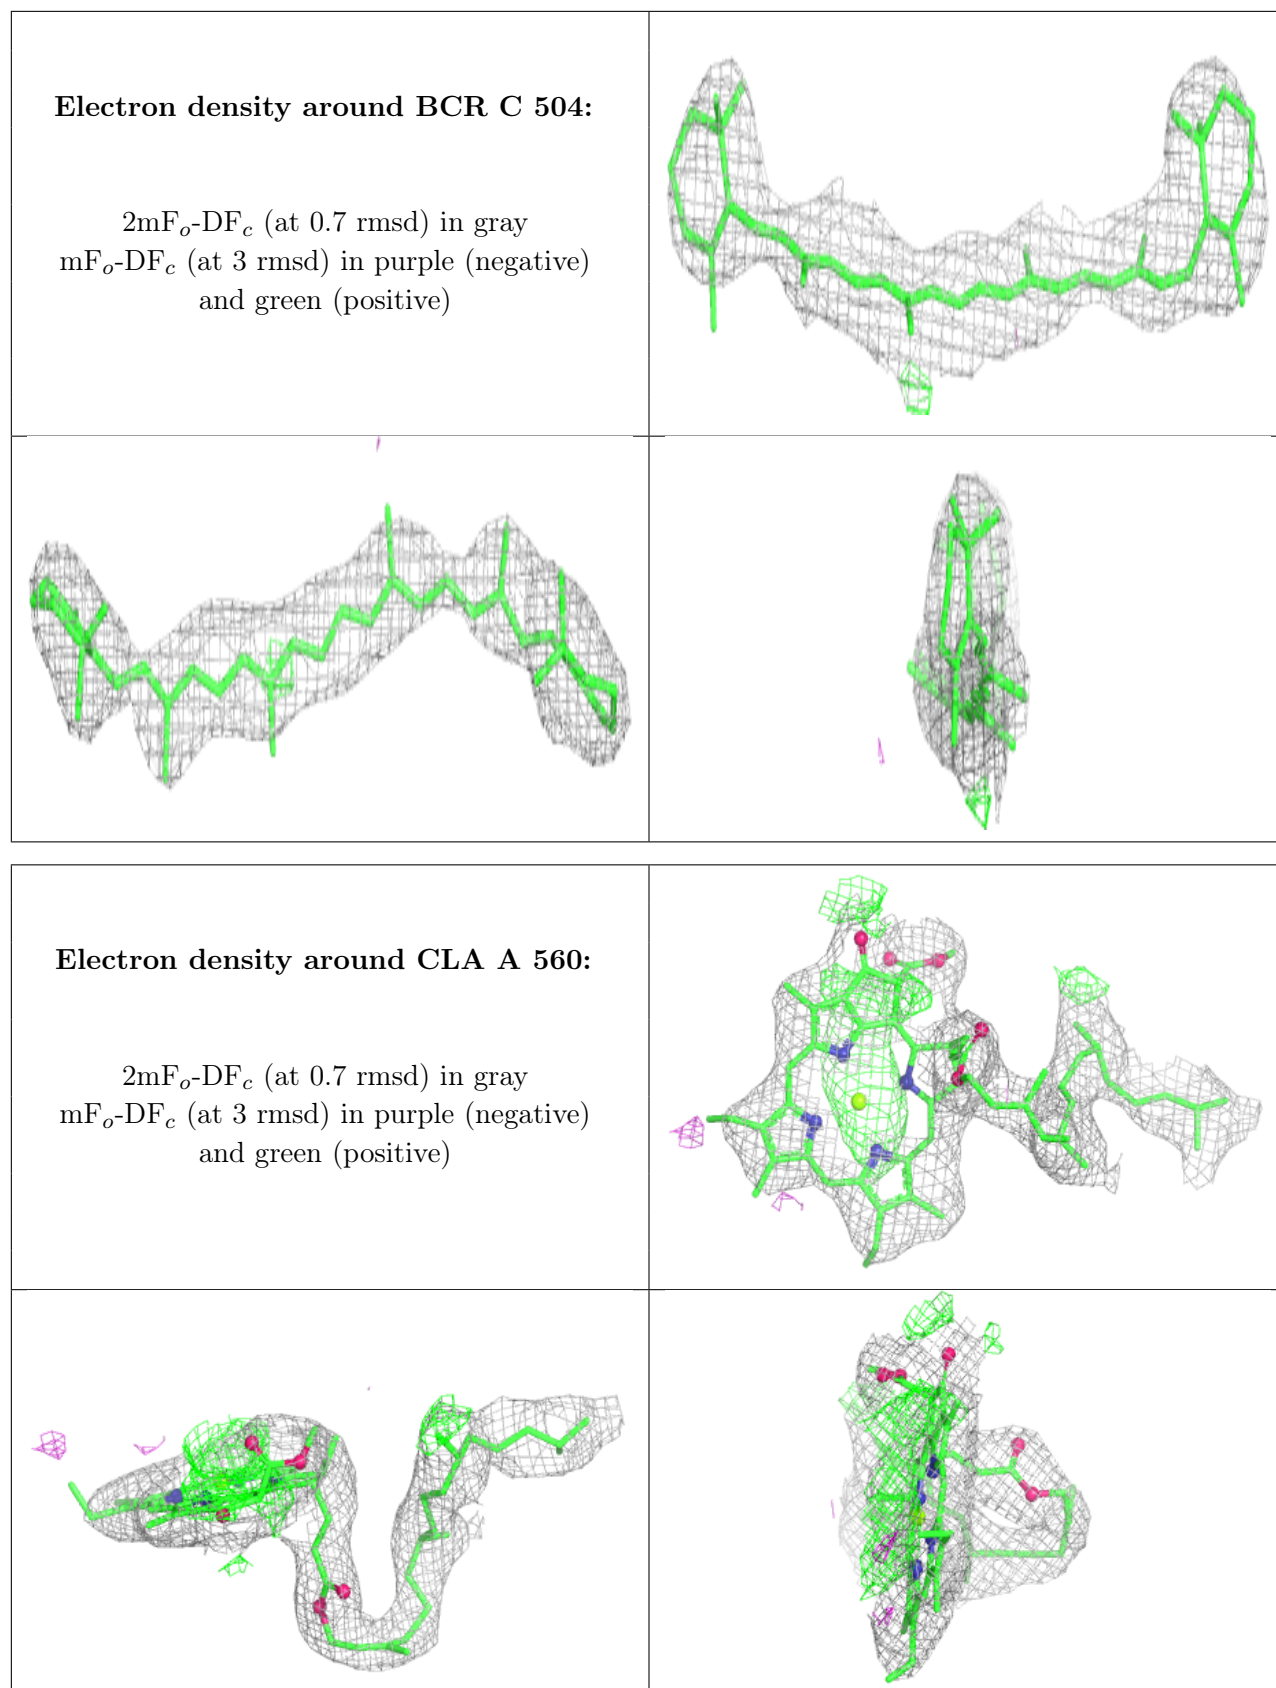 Electron density around BCR C 504:
2mFo-DFc (at 0.7 rmsd) in gray
mFo-DFc (at 3 rmsd) in purple (negative)
and green (positive)
Electron density around CLA A 560:
2mFo-DFc (at 0.7 rmsd) in gray
mFo-DFc (at 3 rmsd) in purple (negative)
and green (positive)